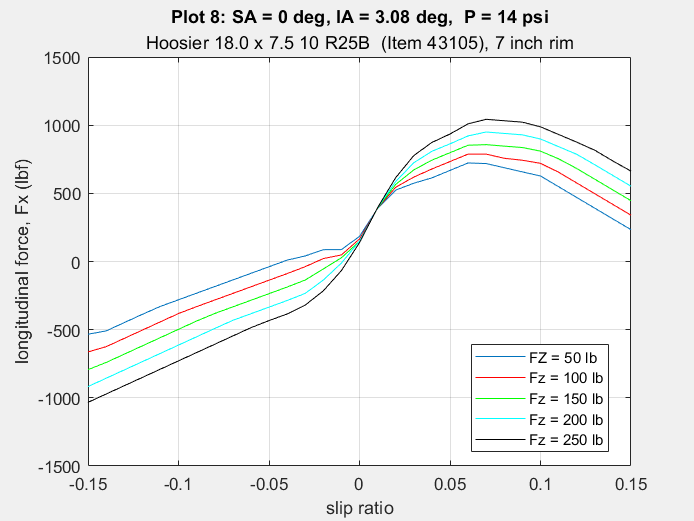 Plot 8: SA = 0 deg, IA = 3.08 deg,  P = 14 psi
Hoosier 18.0 x 7.5 10 R25B  (Item 43105), 7 inch rim
1500
1000
500
0
-500
-1000
-1500
longitudinal force, Fx (lbf)
FZ = 50 lb
Fz = 100 lb
Fz = 150 lb
Fz = 200 lb
Fz = 250 lb
-0.15 -0.1 -0.05 0 0.05 0.1 0.15
slip ratio